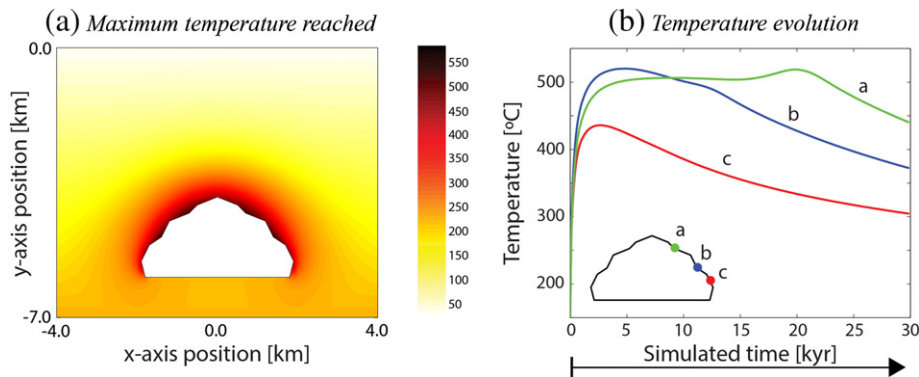 (a) Maximum temperature reached
0.0
y-axis position [km]
-7.0
-4.0
0.0
4.0
x-axis position [km]
550
500
450
400
350
300
250
200
150
100
50
(b) Temperature evolution
Temperature [ºC]
500
400
300
200
a
b
c
a
b
c
0
5
10
15
20
25
30
Simulated time [kyr]